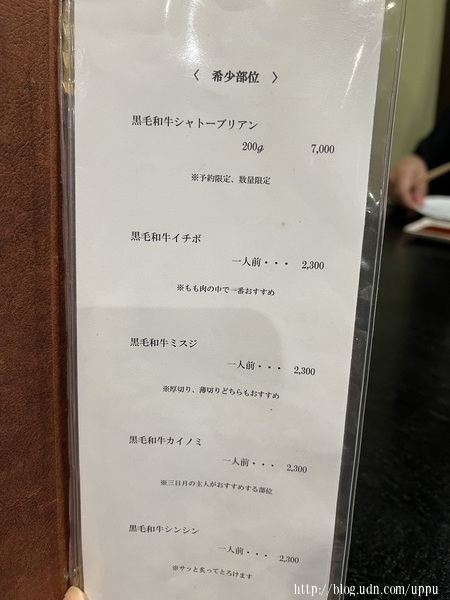 〈 希少部位 〉
黒毛和牛シャトーブリアン
200g 7,000
※予約限定、数量限定
黒毛和牛イチボ
一人前・・・ 2,300
※もも肉の中で一番おすすめ
黒毛和牛ミスジ
一人前・・・ 2,300
※厚切り、薄切りどちらもおすすめ
黒毛和牛カイノミ
一人前・・・ 2,300
※三日月の主人がおすすめする部位
黒毛和牛シンシン
一人前・・・ 2,300
※サッと炙ってとろけます
http://blog.udn.com/uppu